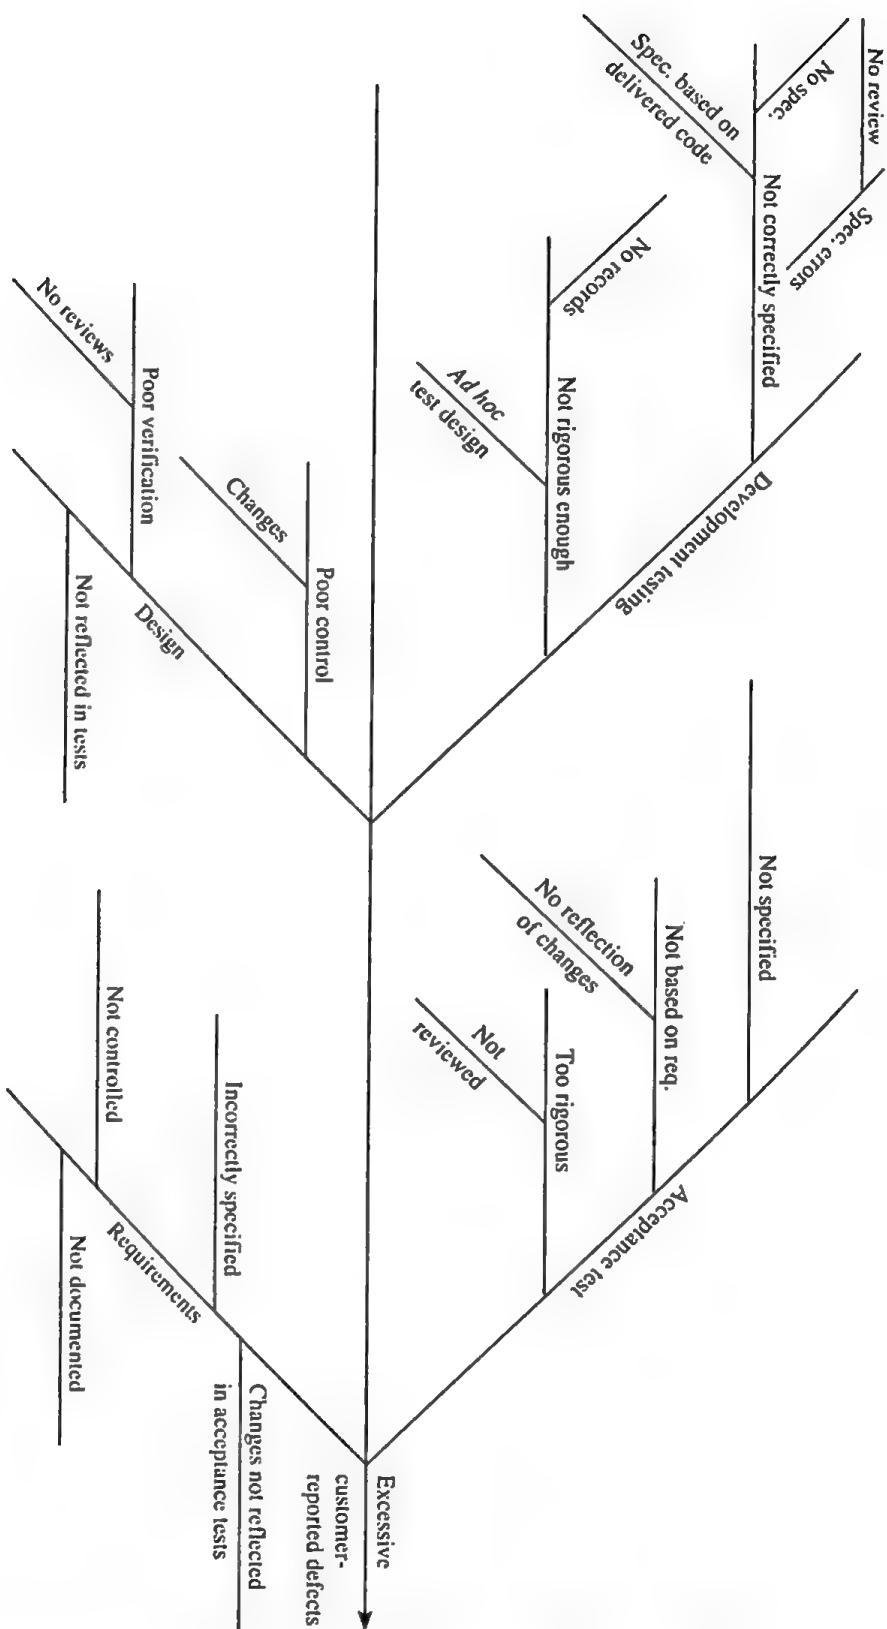 No review
Spec. errors
No spec.
Spec. based on
delivered code
Not correctly specified
No records
Ad hoc
test design
Not rigorous enough
Development testing
Not specified
No reflection
of changes
Not based on req.
Not
reviewed
Too rigorous
Acceptance test
No reviews
Poor verification
Changes
Poor control
Design
Not reflected in tests
Not controlled
Incorrectly specified
Requirements
Not documented
Changes not reflected
in acceptance tests
Excessive
customer-
reported defects